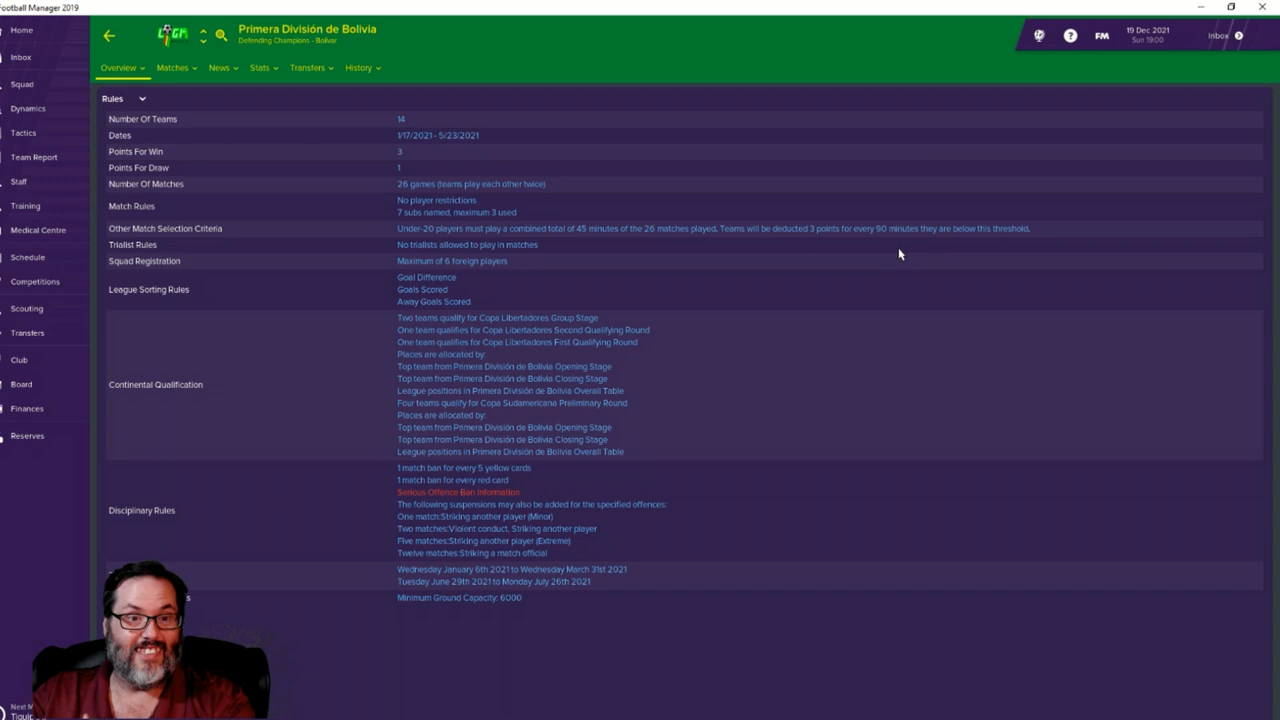 Football Manager 2019
Home
Inbox
Squad
Dynamics
Tactics
Team Report
Staff
Training
Medical Centre
Schedule
Competitions
Scouting
Transfers
Club
Board
Finances
Reserves
Primera División de Bolivia
Defending Champions - Bolívar
FM
19 Dec 2021
Sun 19:00
Inbox
Overview
Matches
News
Stats
Transfers
History
Rules
Number Of Teams 14
Dates 1/17/2021 - 5/23/2021
Points For Win 3
Points For Draw 1
Number Of Matches 26 games (teams play each other twice)
Match Rules No player restrictions
7 subs named, maximum 3 used
Other Match Selection Criteria Under-20 players must play a combined total of 45 minutes of the 26 matches played. Teams will be deducted 3 points for every 90 minutes they are below this threshold.
Trialist Rules No trialists allowed to play in matches
Squad Registration Maximum of 6 foreign players
League Sorting Rules Goal Difference
Goals Scored
Away Goals Scored
Continental Qualification Two teams qualify for Copa Libertadores Group Stage
One team qualifies for Copa Libertadores Second Qualifying Round
One team qualifies for Copa Libertadores First Qualifying Round
Places are allocated by:
Top team from Primera División de Bolivia Opening Stage
Top team from Primera División de Bolivia Closing Stage
League positions in Primera División de Bolivia Overall Table
Four teams qualify for Copa Sudamericana Preliminary Round
Places are allocated by:
Top team from Primera División de Bolivia Opening Stage
Top team from Primera División de Bolivia Closing Stage
League positions in Primera División de Bolivia Overall Table
Disciplinary Rules 1 match ban for every 5 yellow cards
1 match ban for every red card
Serious Offence Ban Information
The following suspensions may also be added for the specified offences:
One match:Striking another player (Minor)
Two matches:Violent conduct, Striking another player
Five matches:Striking another player (Extreme)
Twelve matches:Striking a match official
Wednesday January 6th 2021 to Wednesday March 31st 2021
Tuesday June 29th 2021 to Monday July 26th 2021
Minimum Ground Capacity: 6000
Next M